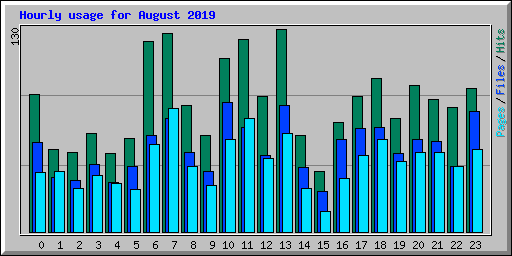 Hourly usage for August 2019
130
Pages/Files/Hits
0 1 2 3 4 5 6 7 8 9 10 11 12 13 14 15 16 17 18 19 20 21 22 23